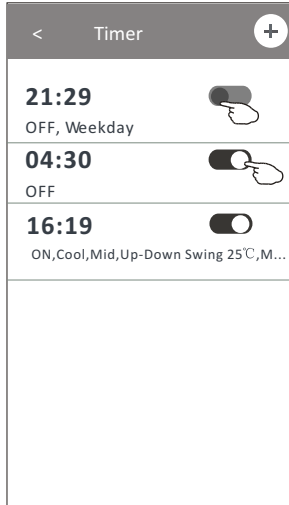 < Timer +
21:29
OFF, Weekday
04:30
OFF
16:19
ON,Cool,Mid,Up-Down Swing 25℃,M...